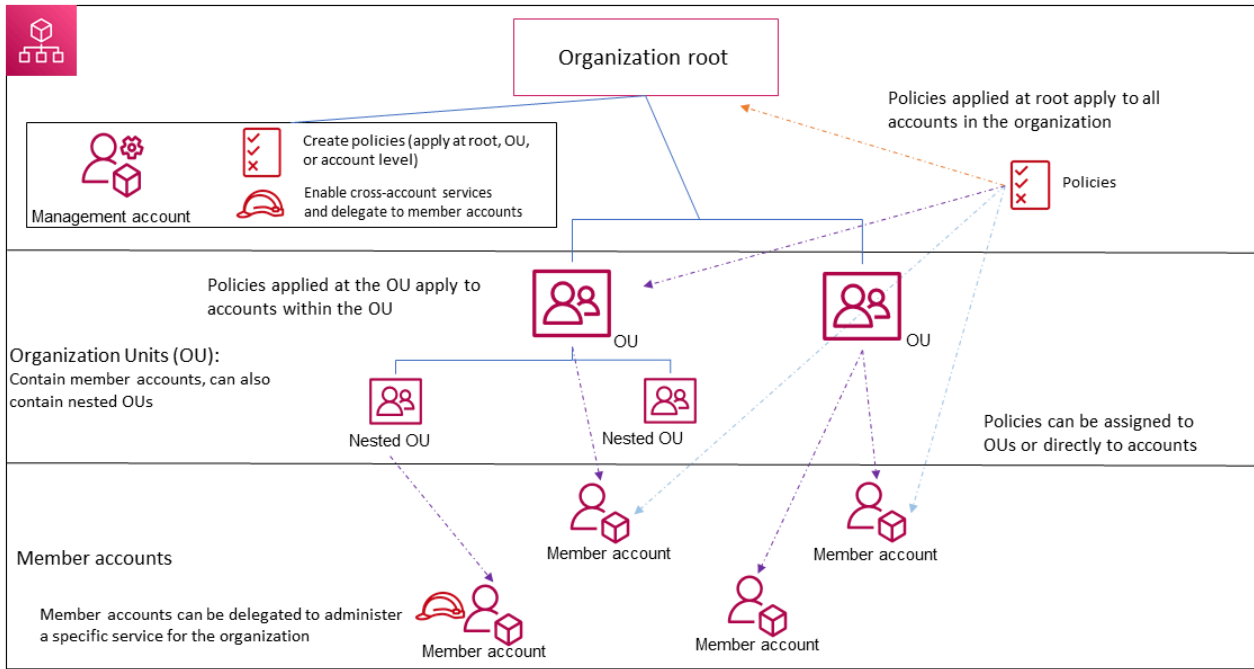 Organization root
Policies applied at root apply to all
accounts in the organization
Create policies (apply at root, OU,
or account level)
Enable cross-account services
and delegate to member accounts
Management account
Policies
Policies applied at the OU apply to
accounts within the OU
OU
OU
Organization Units (OU):
Contain member accounts, can also
contain nested OUs
Nested OU
Nested OU
Policies can be assigned to
OUs or directly to accounts
Member account
Member account
Member accounts
Member accounts can be delegated to administer
a specific service for the organization
Member account
Member account